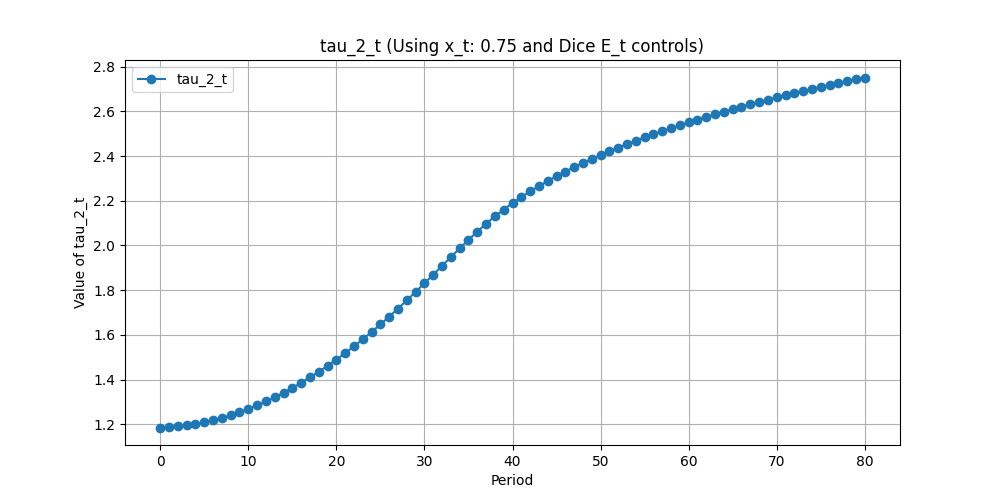 tau_2_t (Using x_t: 0.75 and Dice E_t controls)
tau_2_t
Value of tau_2_t
2.8
2.6
2.4
2.2
2.0
1.8
1.6
1.4
1.2
0 10 20 30 40 50 60 70 80
Period